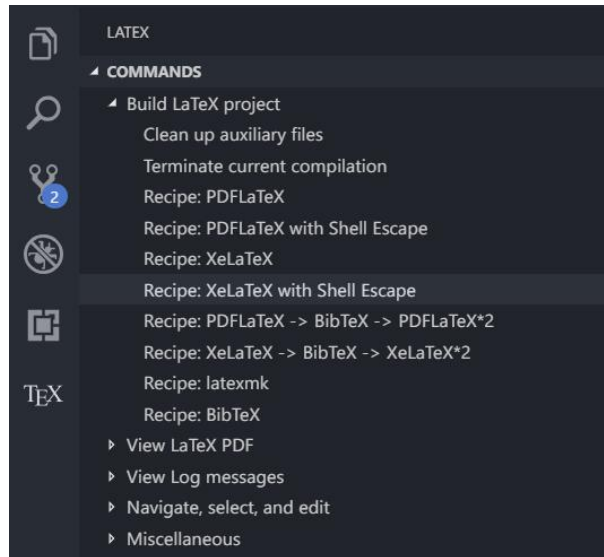 LATEX
COMMANDS
Build LaTeX project
Clean up auxiliary files
Terminate current compilation
Recipe: PDFLaTeX
Recipe: PDFLaTeX with Shell Escape
Recipe: XeLaTeX
2
Recipe: XeLaTeX with Shell Escape
Recipe: PDFLaTeX -> BibTeX -> PDFLaTeX*2
Recipe: XeLaTeX -> BibTeX -> XeLaTeX*2
TEX
Recipe: latexmk
Recipe: BibTeX
View LaTeX PDF
View Log messages
Navigate, select, and edit
Miscellaneous